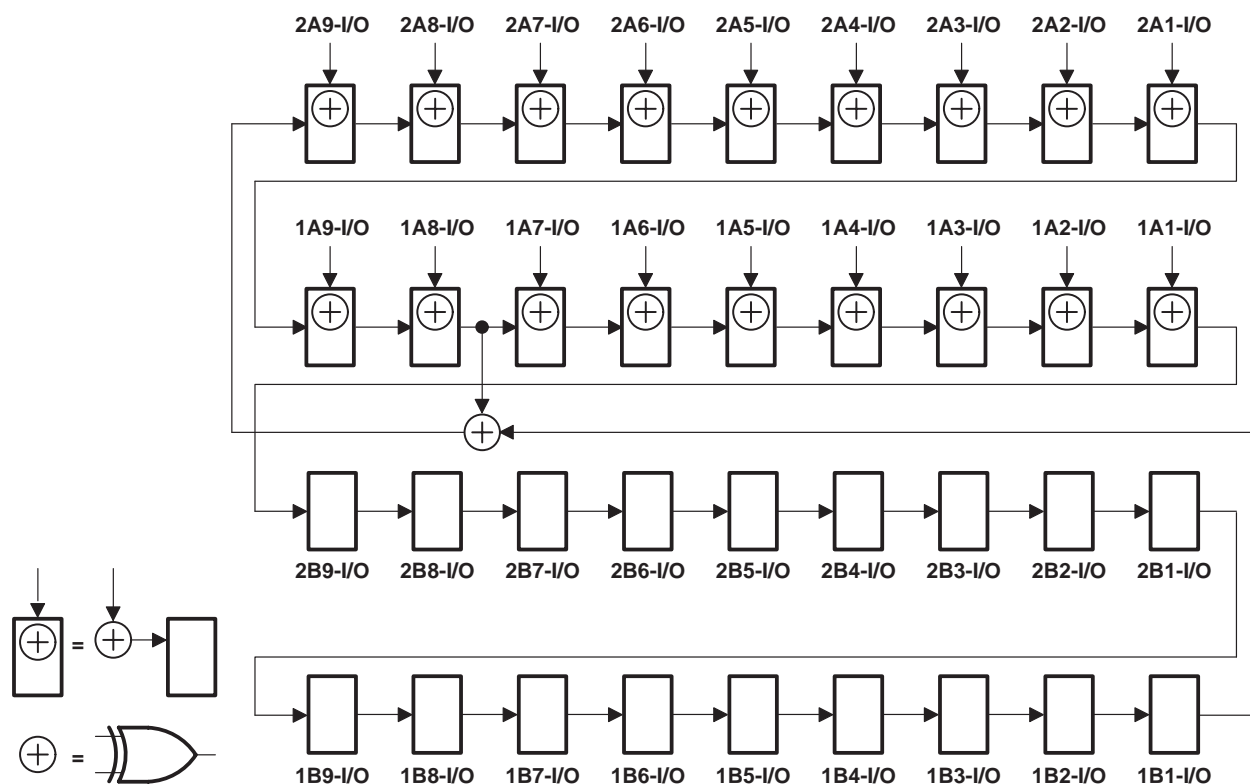 2A9-I/O 2A8-I/O 2A7-I/O 2A6-I/O 2A5-I/O 2A4-I/O 2A3-I/O 2A2-I/O 2A1-I/O
1A9-I/O 1A8-I/O 1A7-I/O 1A6-I/O 1A5-I/O 1A4-I/O 1A3-I/O 1A2-I/O 1A1-I/O
2B9-I/O 2B8-I/O 2B7-I/O 2B6-I/O 2B5-I/O 2B4-I/O 2B3-I/O 2B2-I/O 2B1-I/O
=
=
1B9-I/O 1B8-I/O 1B7-I/O 1B6-I/O 1B5-I/O 1B4-I/O 1B3-I/O 1B2-I/O 1B1-I/O